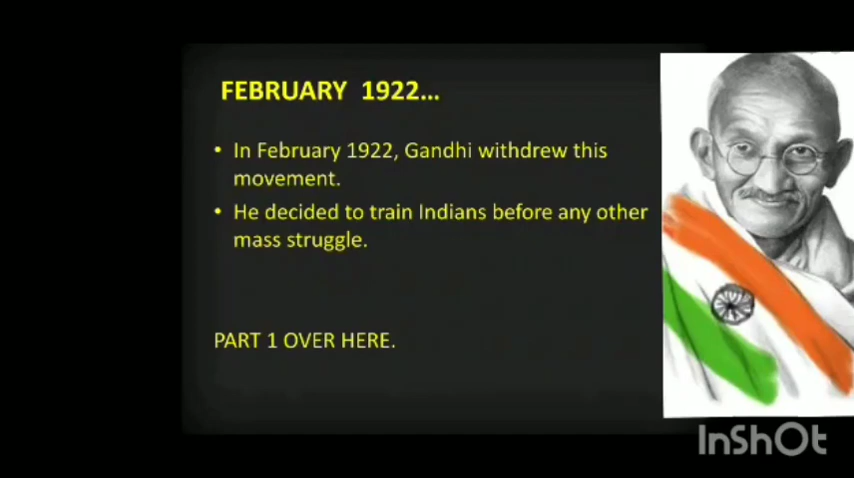 FEBRUARY 1922...
• In February 1922, Gandhi withdrew this
movement.
• He decided to train Indians before any other
mass struggle.
PART 1 OVER HERE.
InShOt